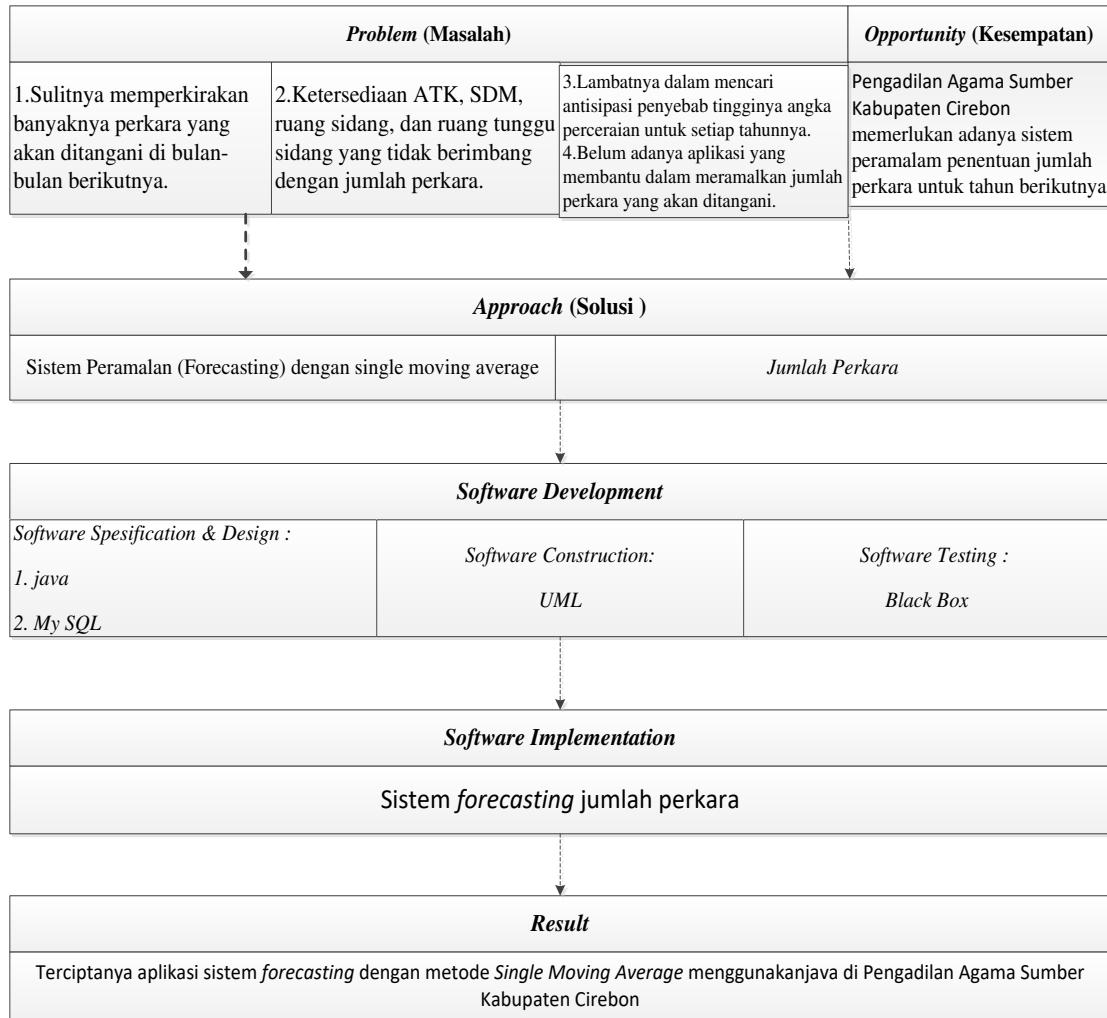 Problem (Masalah)
Opportunity (Kesempatan)
1.Sulitnya memperkirakan
banyaknya perkara yang
akan ditangani di bulan-
bulan berikutnya.
2.Ketersediaan ATK, SDM,
ruang sidang, dan ruang tunggu
sidang yang tidak berimbang
dengan jumlah perkara.
3.Lambatnya dalam mencari
antisipasi penyebab tingginya angka
perceraian untuk setiap tahunnya.
4.Belum adanya aplikasi yang
membantu dalam meramalkan jumlah
perkara yang akan ditangani.
Pengadilan Agama Sumber
Kabupaten Cirebon
memerlukan adanya sistem
peramalam penentuan jumlah
perkara untuk tahun berikutnya
Approach (Solusi )
Sistem Peramalan (Forecasting) dengan single moving average
Jumlah Perkara
Software Development
Software Spesification & Design :
1. java
2. My SQL
Software Construction:
UML
Software Testing :
Black Box
Software Implementation
Sistem forecasting jumlah perkara
Result
Terciptanya aplikasi sistem forecasting dengan metode Single Moving Average menggunakanjava di Pengadilan Agama Sumber
Kabupaten Cirebon